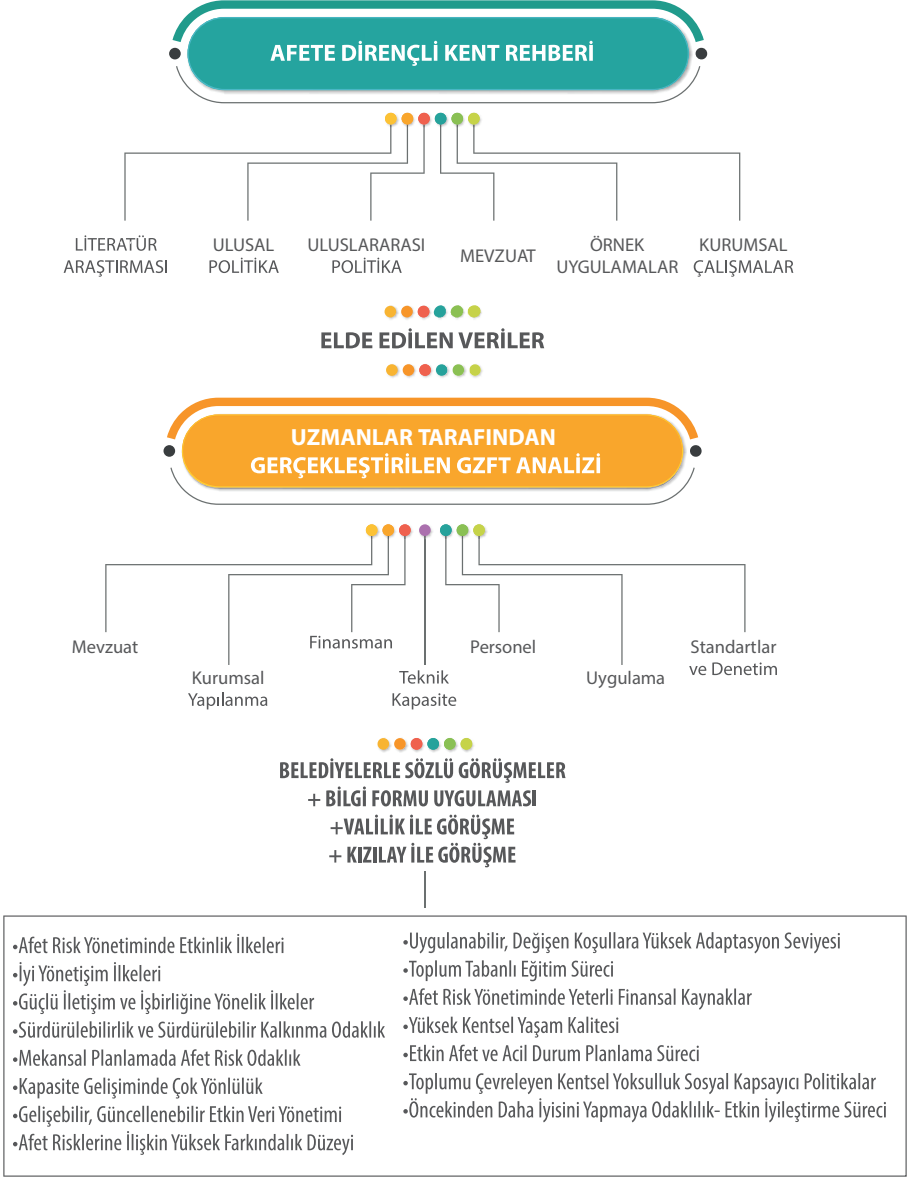 AFETE DİRENÇLİ KENT REHBERİ
LİTERATÜR
ARAŞTIRMASI
ULUSAL
POLİTİKA
ULUSLARARASI
POLİTİKA
MEVZUAT
ÖRNEK
UYGULAMALAR
KURUMSAL
ÇALIŞMALAR
ELDE EDİLEN VERİLER
UZMANLAR TARAFINDAN
GERÇEKLEŞTİRİLEN GZFT ANALİZİ
Mevzuat
Kurumsal
Yapılanma
Finansman
Teknik
Kapasite
Personel
Uygulama
Standartlar
ve Denetim
BELEDİYELERLE SÖZLÜ GÖRÜŞMELER
+ BİLGİ FORMU UYGULAMASI
+VALİLİK İLE GÖRÜŞME
+ KIZILAY İLE GÖRÜŞME
•Afet Risk Yönetiminde Etkinlik İlkeleri
•İyi Yönetişim İlkeleri
•Güçlü İletişim ve İşbirliğine Yönelik İlkeler
•Sürdürülebilirlik ve Sürdürülebilir Kalkınma Odaklık
•Mekansal Planlamada Afet Risk Odaklık
•Kapasite Gelişiminde Çok Yönlülük
•Gelişebilir, Güncellenebilir Etkin Veri Yönetimi
•Afet Risklerine İlişkin Yüksek Farkındalık Düzeyi
•Uygulanabilir, Değişen Koşullara Yüksek Adaptasyon Seviyesi
•Toplum Tabanlı Eğitim Süreci
•Afet Risk Yönetiminde Yeterli Finansal Kaynaklar
•Yüksek Kentsel Yaşam Kalitesi
•Etkin Afet ve Acil Durum Planlama Süreci
•Toplumu Çevreleyen Kentsel Yoksulluk Sosyal Kapsayıcı Politikalar
•Öncekinden Daha İyisini Yapmaya Odaklılık- Etkin İyileştirme Süreci